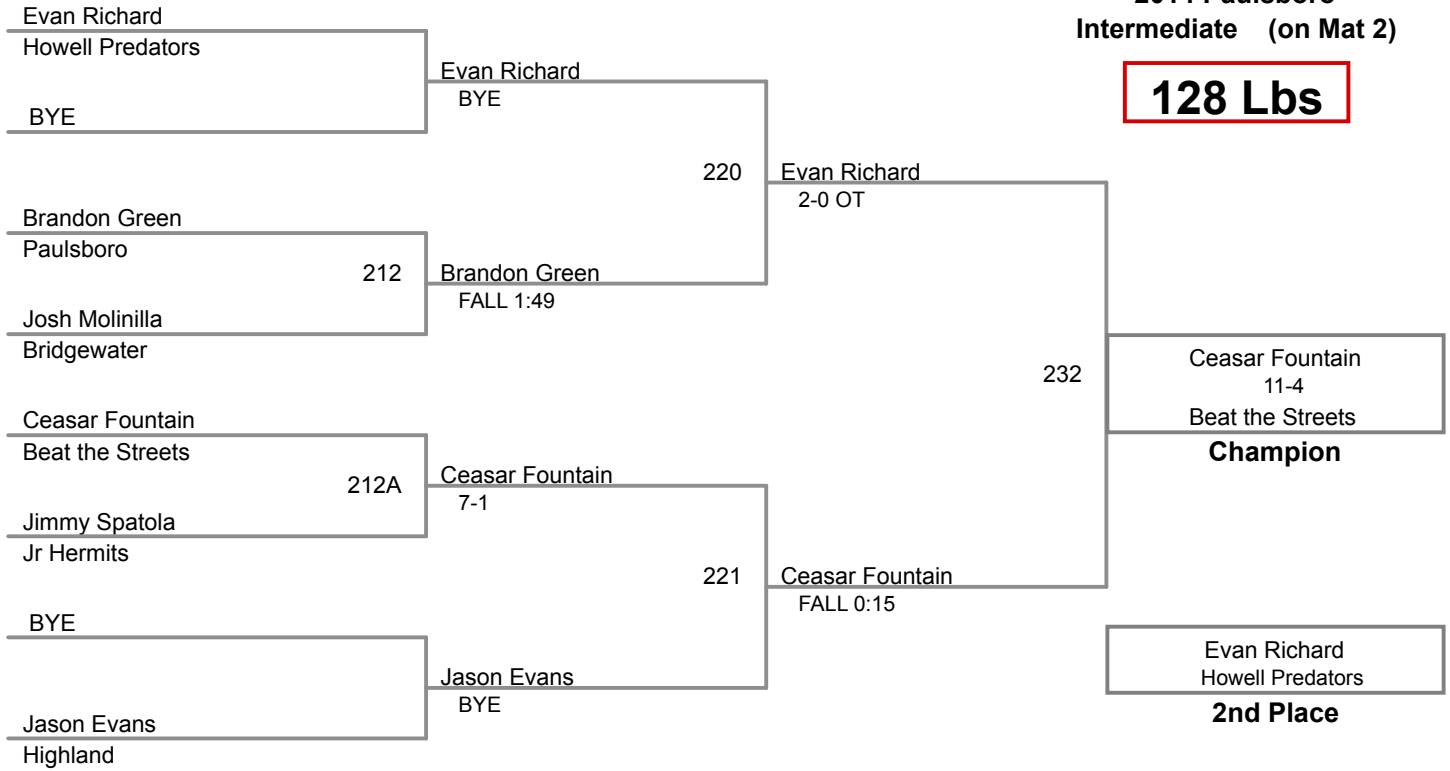 Intermediate (on Mat 2)
128 Lbs
Evan Richard
Howell Predators
BYE
Brandon Green
Paulsboro
212
Josh Molinilla
Bridgewater
Ceasar Fountain
Beat the Streets
212A
Jimmy Spatola
Jr Hermits
BYE
Jason Evans
Highland
Evan Richard
BYE
220
Brandon Green
FALL 1:49
Ceasar Fountain
7-1
221
Jason Evans
BYE
Evan Richard
2-0 OT
232
Ceasar Fountain
FALL 0:15
Ceasar Fountain
11-4
Beat the Streets
Champion
Evan Richard
Howell Predators
2nd Place